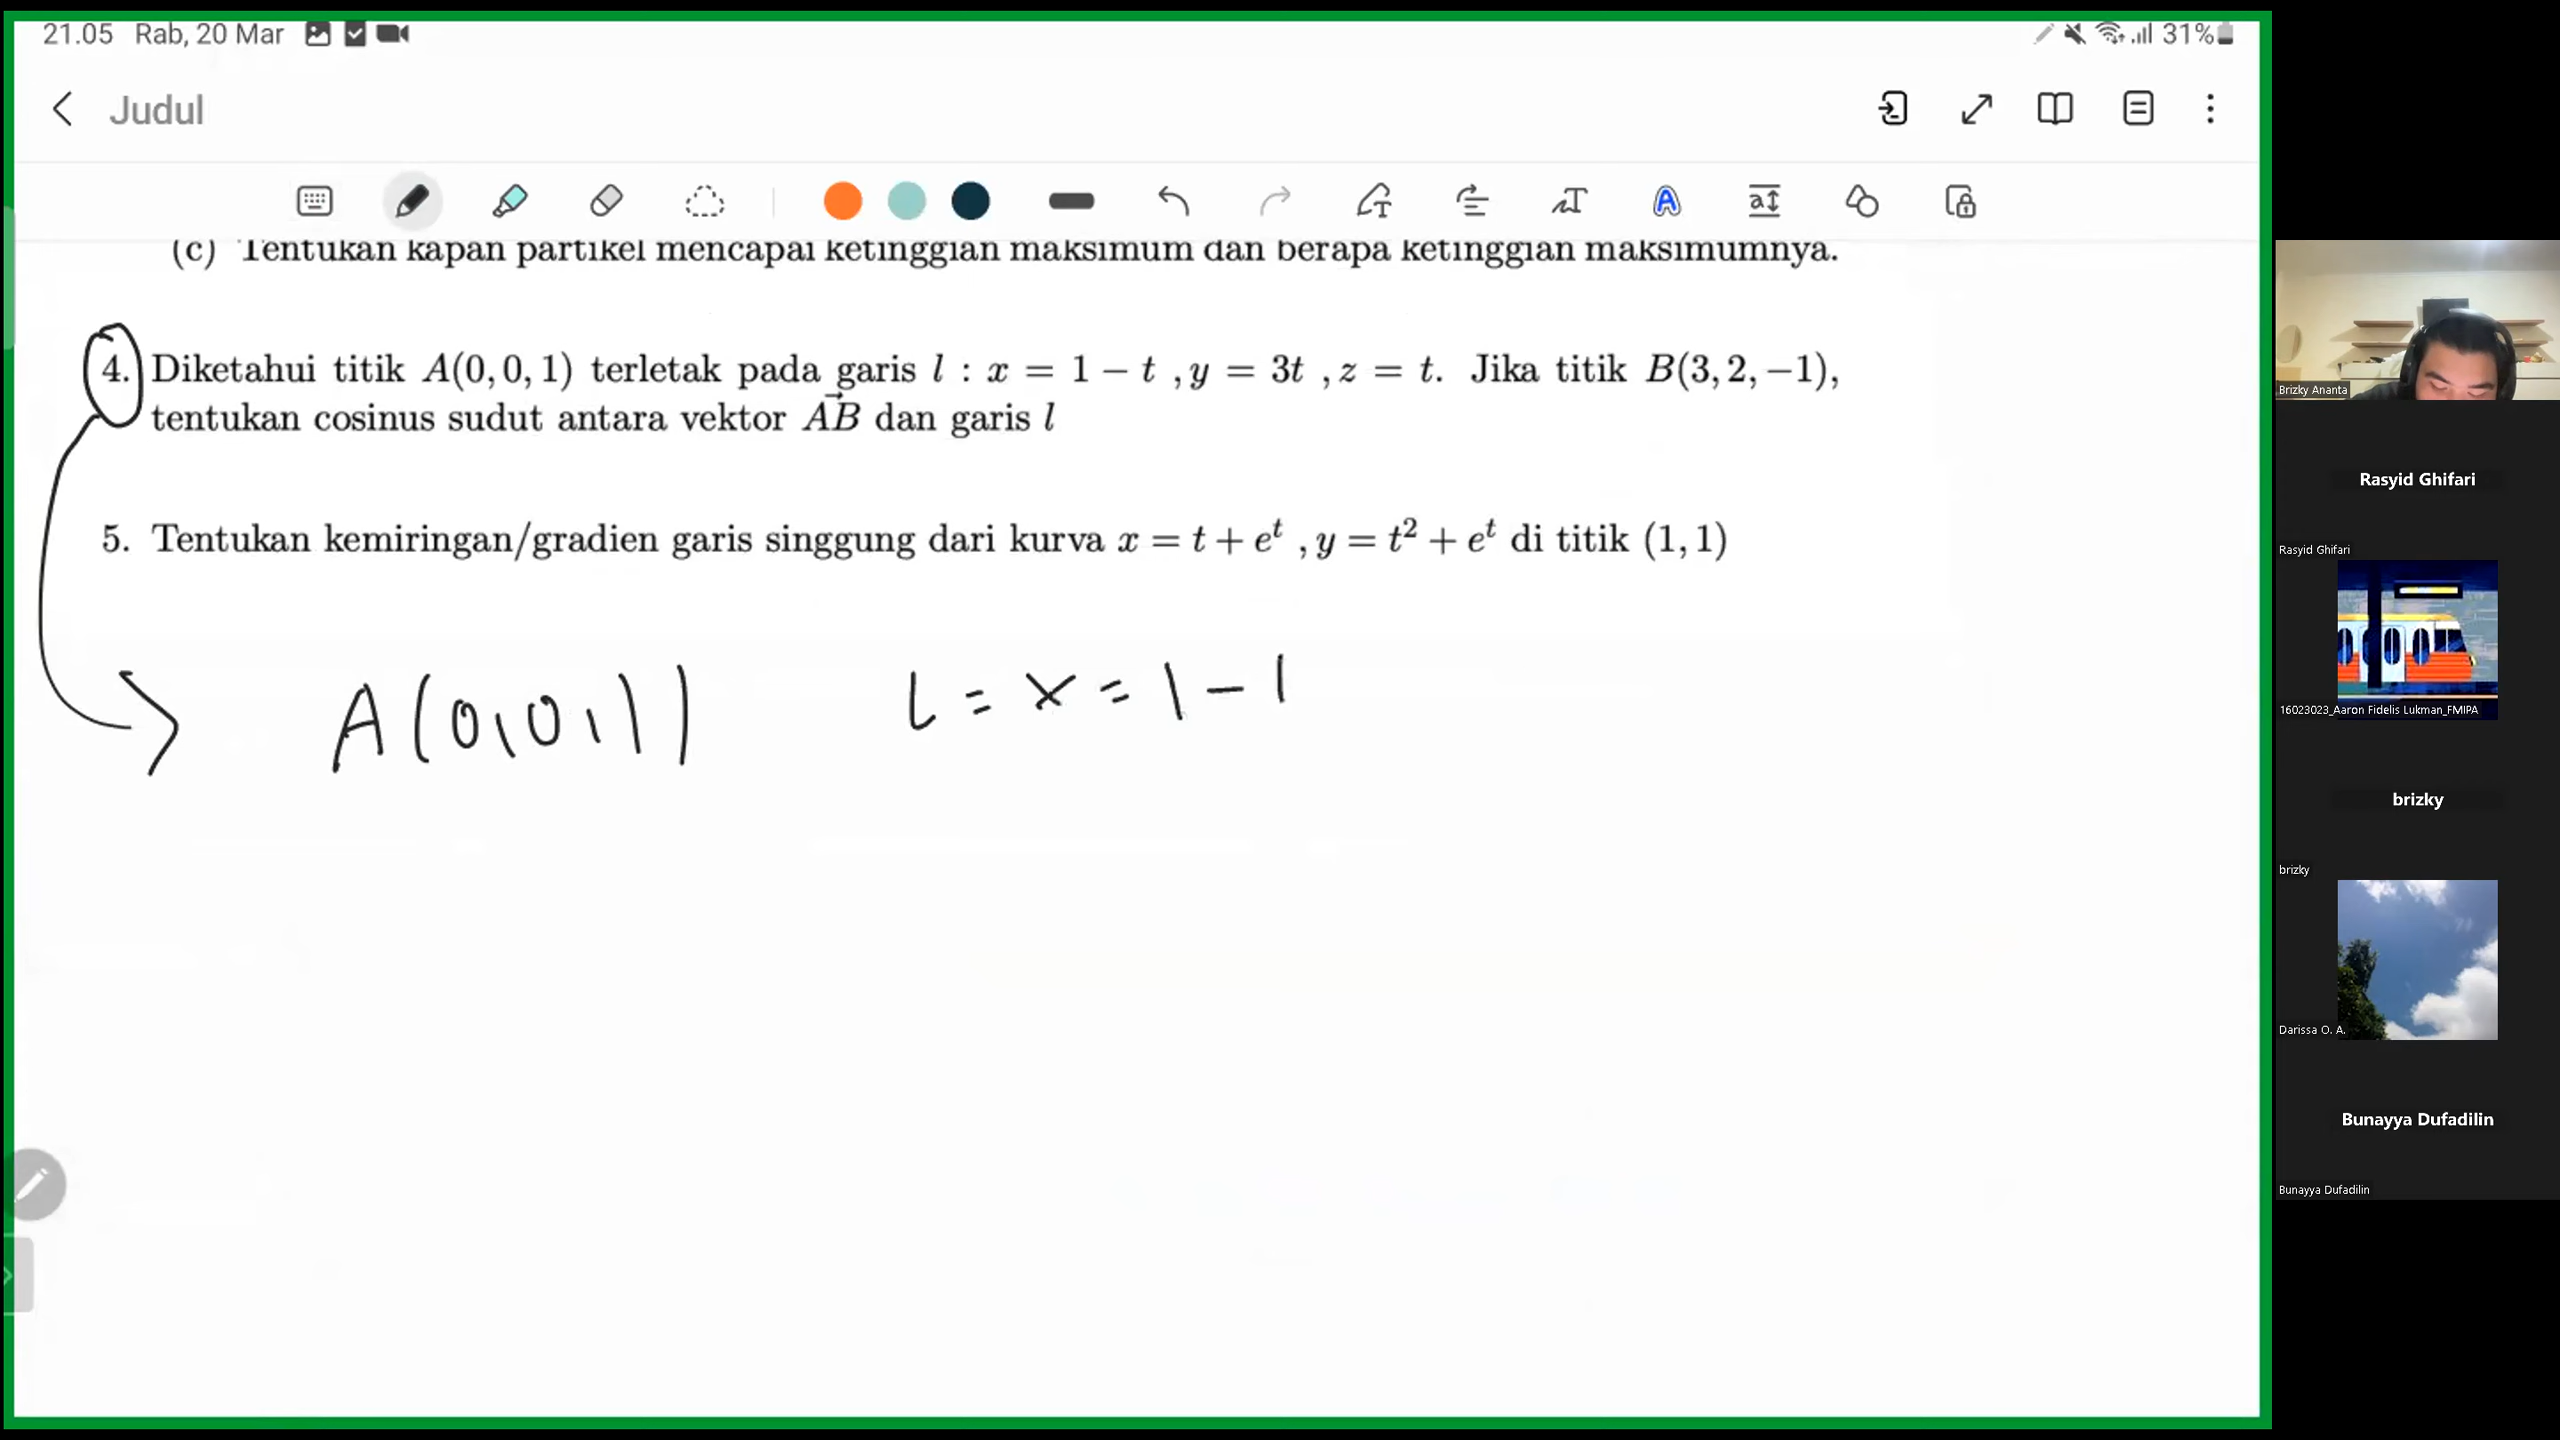 21.05 Rab, 20 Mar
31%
Judul
(c) Tentukan kapan partikel mencapai ketinggian maksimum dan berapa ketinggian maksimumnya.
4. Diketahui titik A(0, 0, 1) terletak pada garis l : x = 1 − t , y = 3t , z = t. Jika titik B(3, 2, −1),
tentukan cosinus sudut antara vektor A⃗B dan garis l
5. Tentukan kemiringan/gradien garis singgung dari kurva x = t + eᵗ , y = t² + eᵗ di titik (1, 1)
A(0,0,1) L = x = 1 - 1
Brizky Ananta
Rasyid Ghifari
Rasyid Ghifari
16023023_Aaron Fidelis Lukman_FMIPA
brizky
brizky
Darissa O. A.
Bunayya Dufadilin
Bunayya Dufadilin